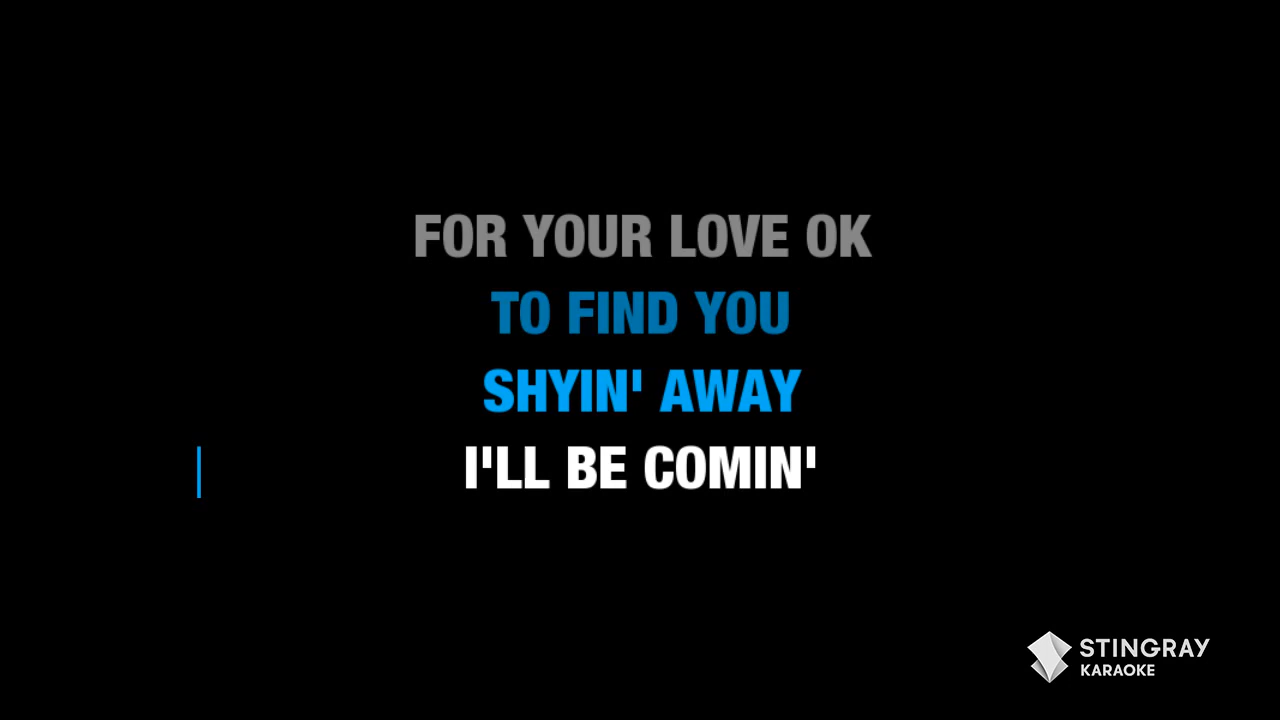 FOR YOUR LOVE OK
TO FIND YOU
SHYIN' AWAY
I'LL BE COMIN'
STINGRAY
KARAOKE